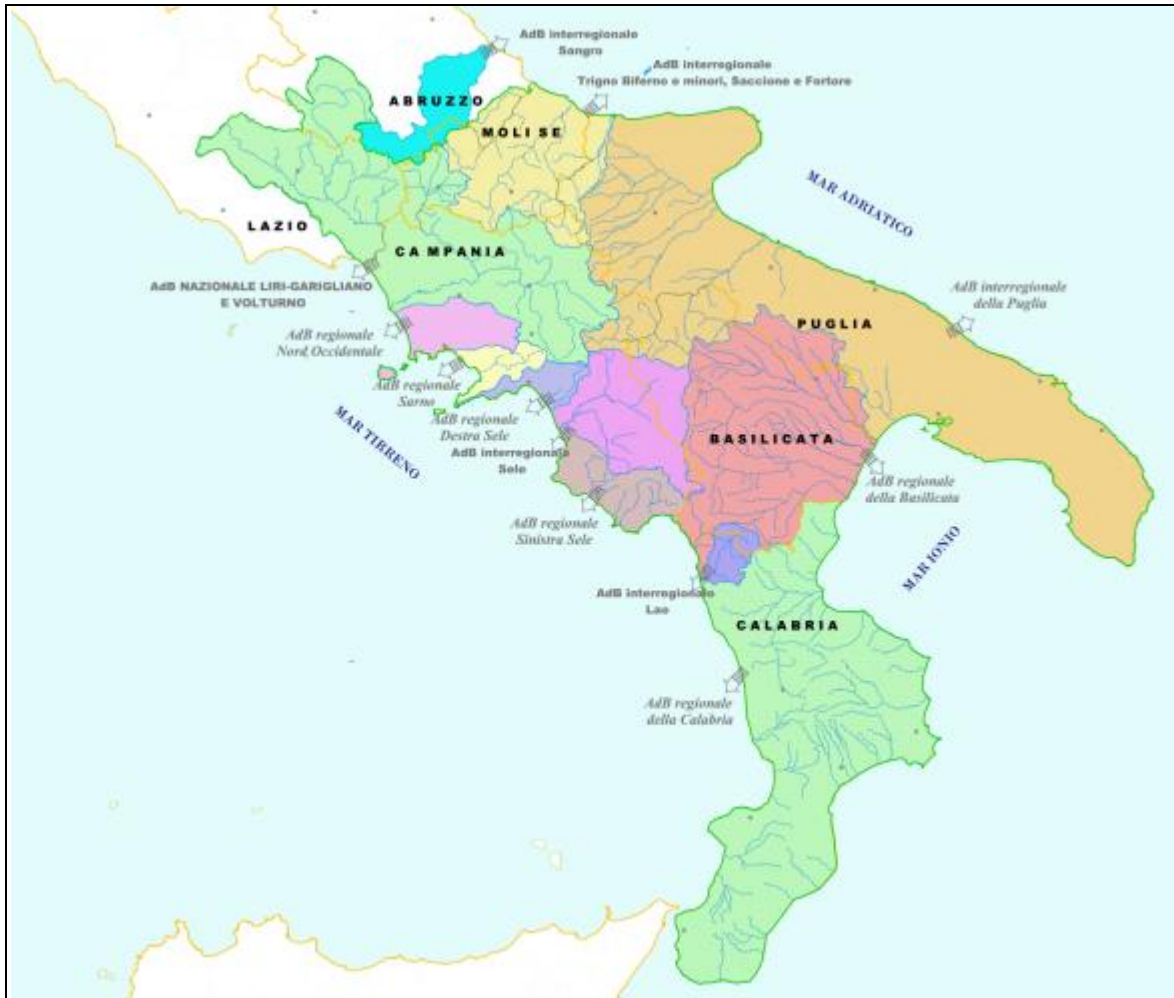 AdB interregionale
Sangro
AdB interregionale
Trigno Biferno e minori, Saccione e Fortore
ABRUZZO
MOLISE
MAR ADRIATICO
LAZIO
CAMPANIA
AdB NAZIONALE LIRI-GARIGLIANO
E VOLTURNO
AdB interregionale
della Puglia
PUGLIA
AdB regionale
Nord Occidentale
AdB regionale
Sarno
MAR TIRRENO
AdB regionale
Destra Sele
BASILICATA
AdB interregionale
Sele
AdB regionale
della Basilicata
AdB regionale
Sinistra Sele
MAR IONIO
AdB interregionale
Lao
CALABRIA
AdB regionale
della Calabria